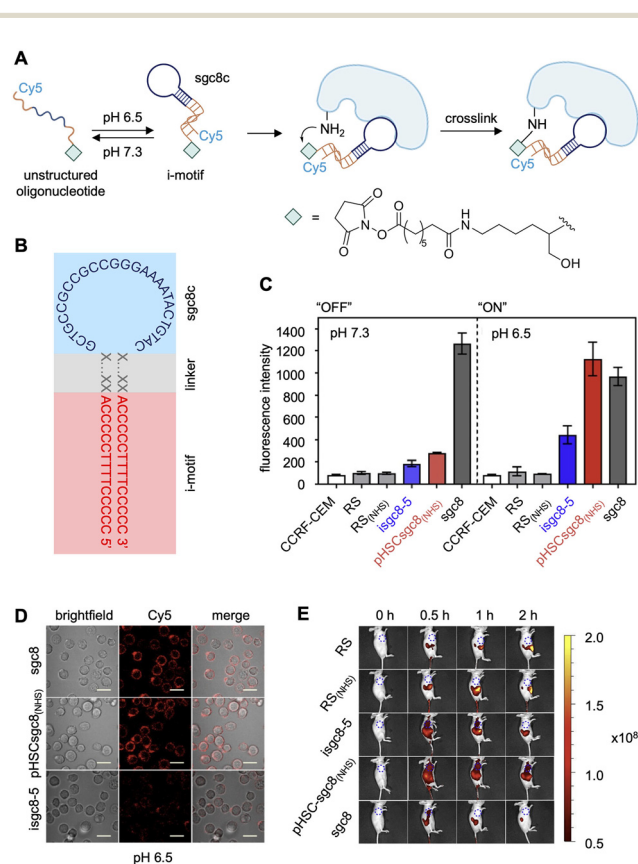 A
Cy5
pH 6.5
pH 7.3
unstructured
oligonucleotide
sgc8c
Cy5
i-motif
NH2
Cy5
crosslink
NH
Cy5
=
O
N
O
O
O
5
O
H
N
OH
B
GCTGCCGCCGCCGGGAAAATACTGTAC
sgc8c
X X
XX XX
linker
ACCCCCTTTTCCCCC 5'
ACCCCCTTTTCCCCC 3'
i-motif
C
"OFF" "ON"
pH 7.3 pH 6.5
fluorescence intensity
1400
1200
1000
800
600
400
200
0
CCRF-CEM RS RS(NHS) isgc8-5 pHSCsgc8(NHS) sgc8 CCRF-CEM RS RS(NHS) isgc8-5 pHSCsgc8(NHS) sgc8
D
brightfield Cy5 merge
sgc8
pHSCsgc8(NHS)
isgc8-5
pH 6.5
E
0 h 0.5 h 1 h 2 h
RS
RS(NHS)
isgc8-5
pHSC-sgc8(NHS)
sgc8
2.0
1.5
x10⁸
1.0
0.5